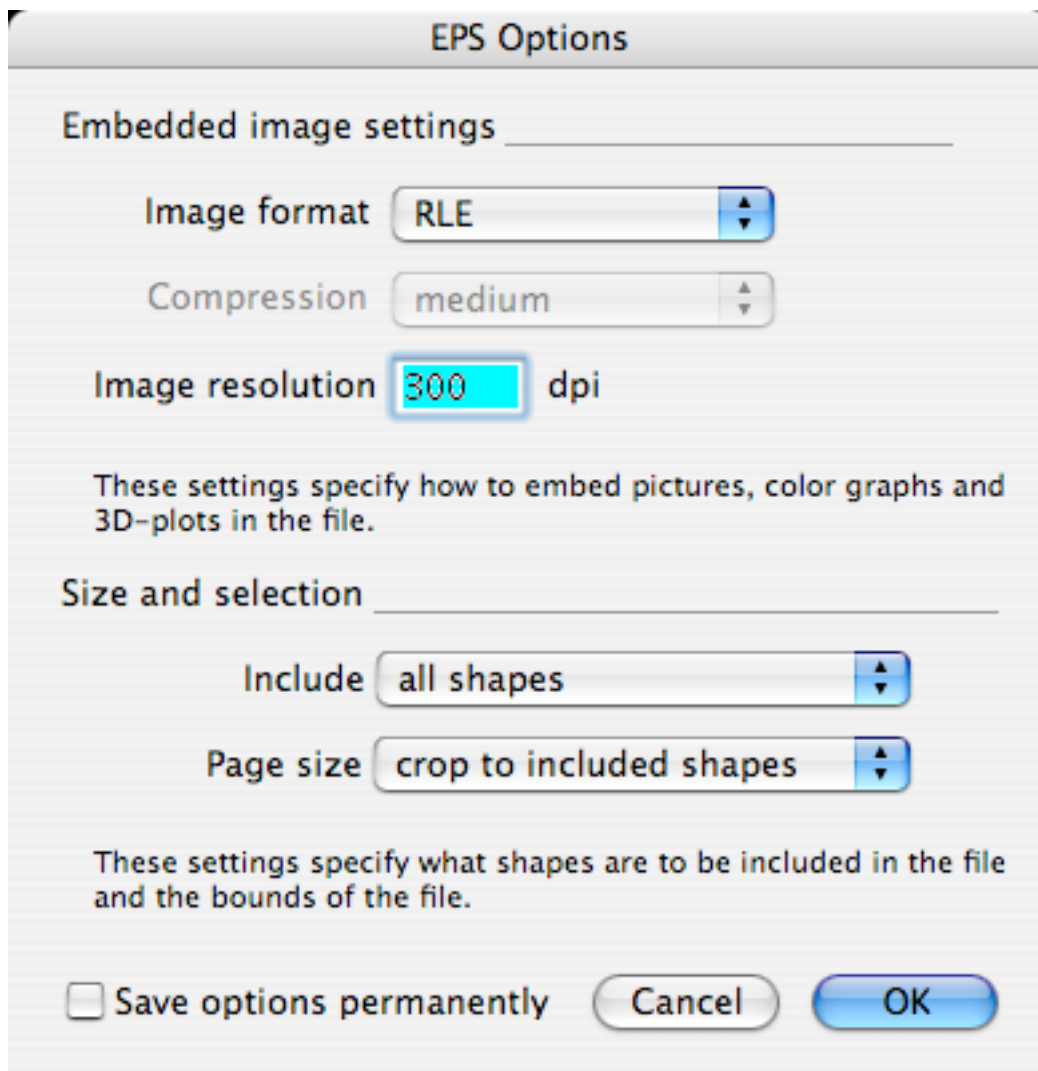 EPS Options
Embedded image settings
Image format RLE
Compression medium
Image resolution 300 dpi
These settings specify how to embed pictures, color graphs and
3D-plots in the file.
Size and selection
Include all shapes
Page size crop to included shapes
These settings specify what shapes are to be included in the file
and the bounds of the file.
Save options permanently Cancel OK